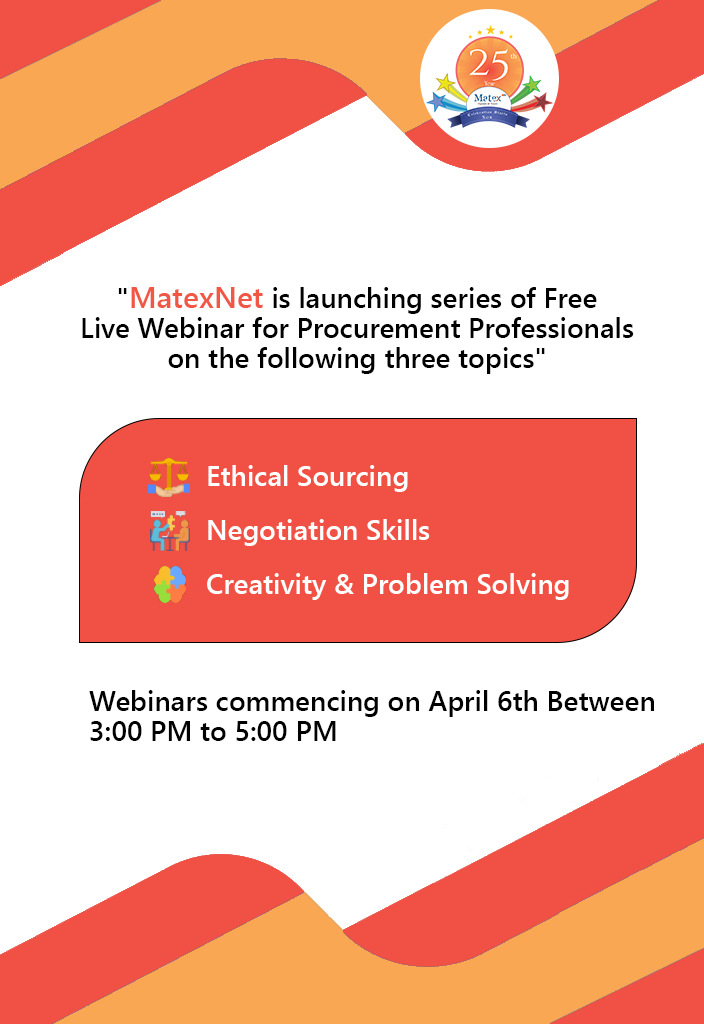 25th
Year
Matex
"MatexNet is launching series of Free
Live Webinar for Procurement Professionals
on the following three topics"
Ethical Sourcing
Negotiation Skills
Creativity & Problem Solving
Webinars commencing on April 6th Between
3:00 PM to 5:00 PM